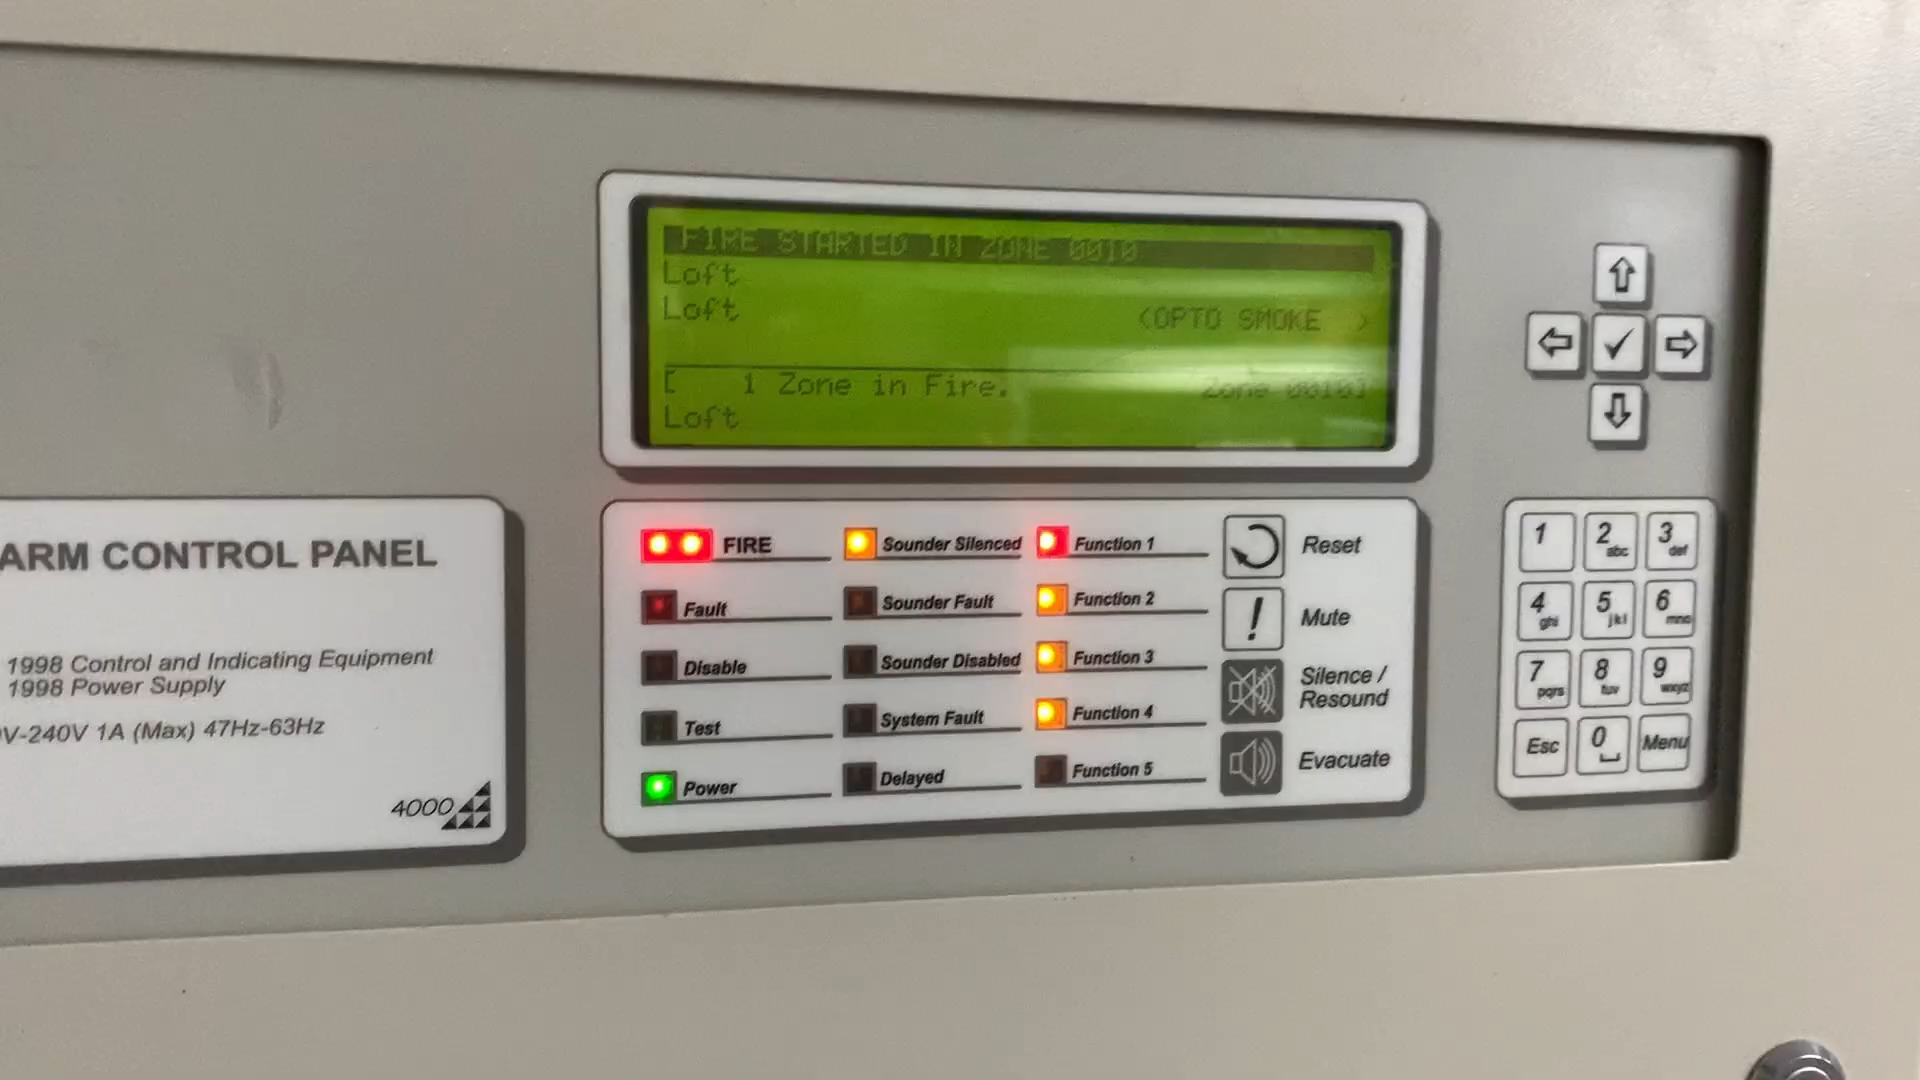 FIRE STARTED IN ZONE 0010
Loft
Loft
<OPTO SMOKE >
[ 1 Zone in Fire. Zone 0010]
Loft
ARM CONTROL PANEL
1998 Control and Indicating Equipment
1998 Power Supply
V-240V 1A (Max) 47Hz-63Hz
4000
FIRE
Fault
Disable
Test
Power
Sounder Silenced
Sounder Fault
Sounder Disabled
System Fault
Delayed
Function 1
Function 2
Function 3
Function 4
Function 5
Reset
! Mute
Silence /
Resound
Evacuate
1 2 abc 3 def
4 ghi 5 jkl 6 mno
7 pqrs 8 tuv 9 wxyz
Esc 0 Menu